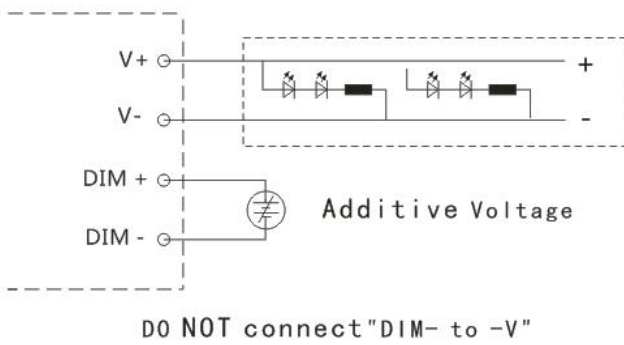 V+
+
V-
-
DIM +
Additive Voltage
DIM -
DO NOT connect"DIM- to -V"